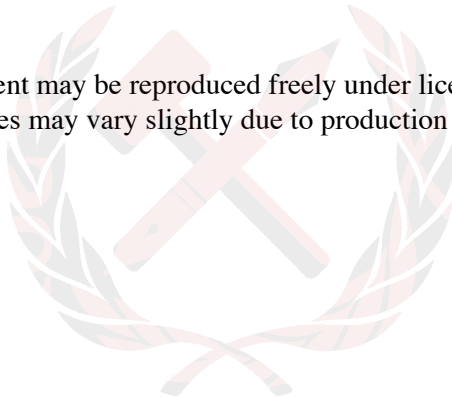 ent may be reproduced freely under lice
es may vary slightly due to production